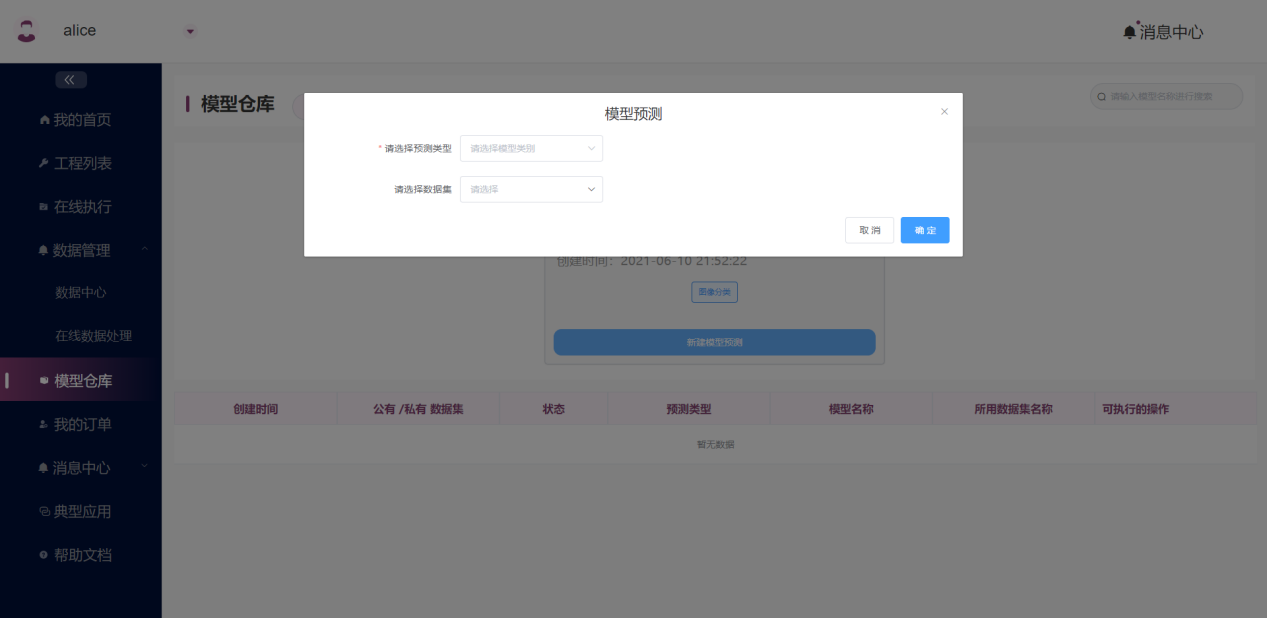 alice
消息中心
我的首页
工程列表
在线执行
数据管理
数据中心
在线数据处理
模型仓库
我的订单
消息中心
典型应用
帮助文档
模型仓库
请输入模型名称进行搜索
模型预测
* 请选择预测类型 请选择模型类别
请选择数据集 请选择
取 消 确 定
创建时间：2021-06-10 21:52:22
图像分类
新建模型预测
创建时间 公有 /私有 数据集 状态 预测类型 模型名称 所用数据集名称 可执行的操作
暂无数据